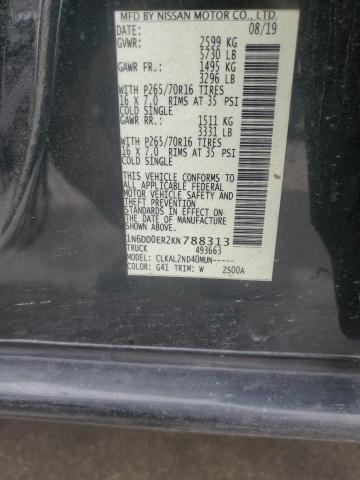 MFD BY NISSAN MOTOR CO., LTD.
DATE: 08/19
GVWR: 2599 KG
5730 LB
GAWR FR.: 1495 KG
3296 LB
WITH P265/70R16 TIRES
16 X 7.0 RIMS AT 35 PSI
COLD SINGLE
GAWR RR.: 1511 KG
3331 LB
WITH P265/70R16 TIRES
16 X 7.0 RIMS AT 35 PSI
COLD SINGLE
THIS VEHICLE CONFORMS TO
ALL APPLICABLE FEDERAL
MOTOR VEHICLE SAFETY
STANDARDS IN EFFECT ON
THE DATE OF MANUFACTURE
SHOWN ABOVE.
1N6DD0ER2KN788313
TRUCK 493663
MODEL: CLKAL2ND40MUN-----
COLOR: G41 TRIM: W ZS00A